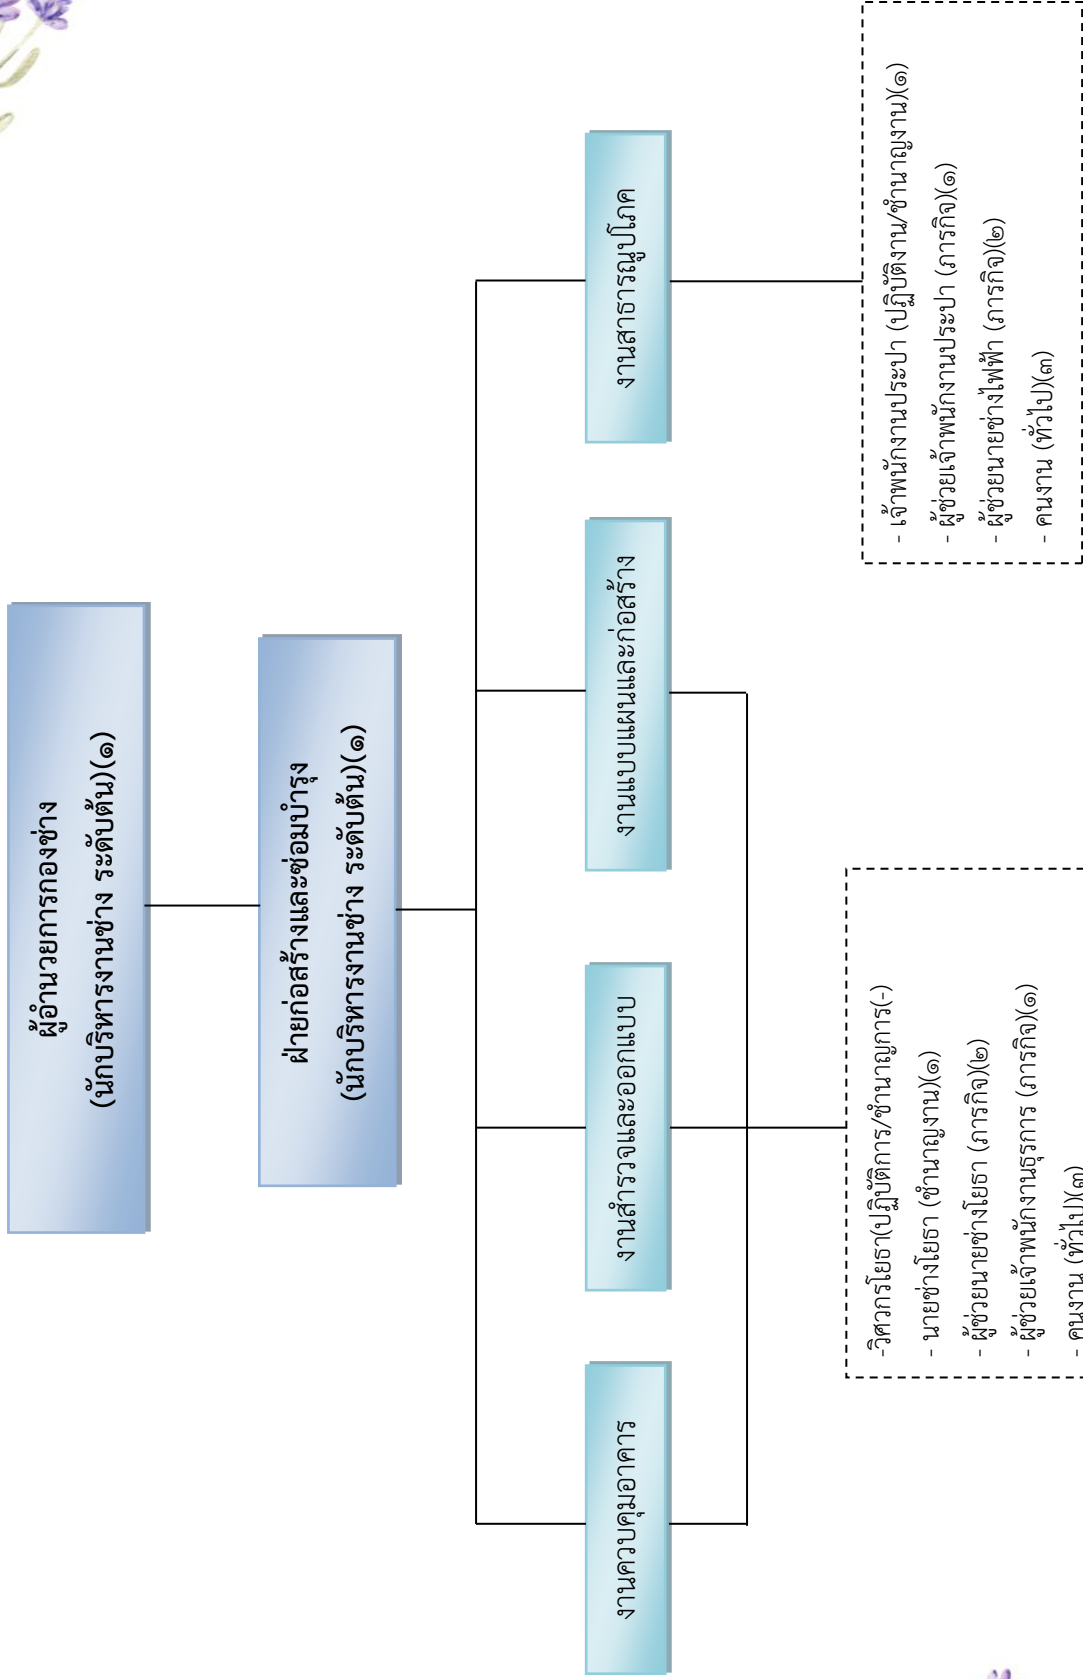 ผู้อำนวยการกองช่าง
(นักบริหารงานช่าง ระดับต้น)(๑)
ฝ่ายก่อสร้างและซ่อมบำรุง
(นักบริหารงานช่าง ระดับต้น)(๑)
งานควบคุมอาคาร
งานสำรวจและออกแบบ
งานแบบแผนและก่อสร้าง
งานสาธารณูปโภค
-วิศวกรโยธา(ปฏิบัติการ/ชำนาญการ(-)
- นายช่างโยธา (ชำนาญงาน)(๑)
- ผู้ช่วยนายช่างโยธา (ภารกิจ)(๒)
- ผู้ช่วยเจ้าพนักงานธุรการ (ภารกิจ)(๑)
- คนงาน (ทั่วไป)(๓)
- เจ้าพนักงานประปา (ปฏิบัติงาน/ชำนาญงาน)(๑)
- ผู้ช่วยเจ้าพนักงานประปา (ภารกิจ)(๑)
- ผู้ช่วยนายช่างไฟฟ้า (ภารกิจ)(๒)
- คนงาน (ทั่วไป)(๓)